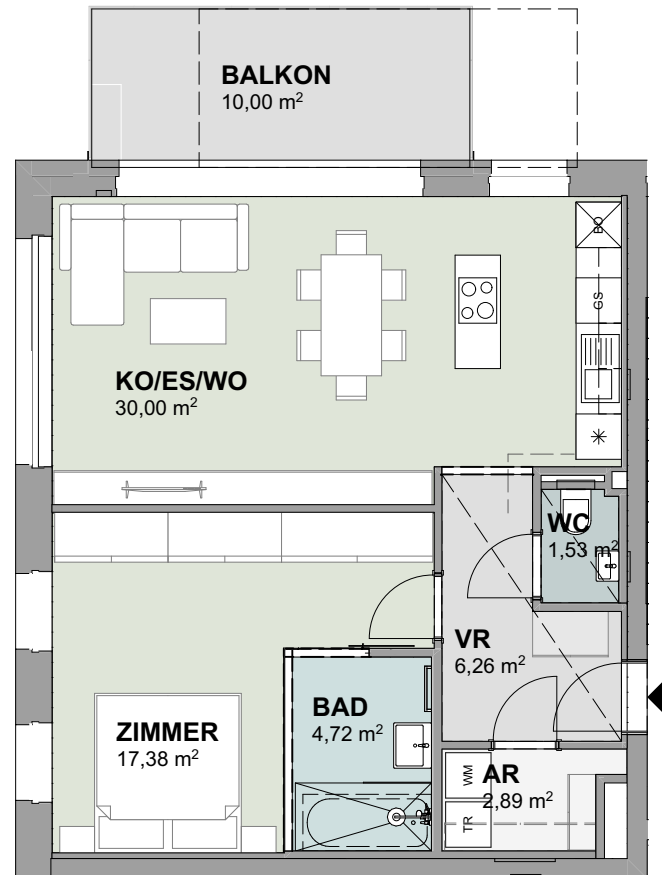 BALKON
10,00 m²
BO
GS
KO/ES/WO
30,00 m²
WC
1,53 m²
VR
6,26 m²
BAD
4,72 m²
ZIMMER
17,38 m²
WM
AR
2,89 m²
TR